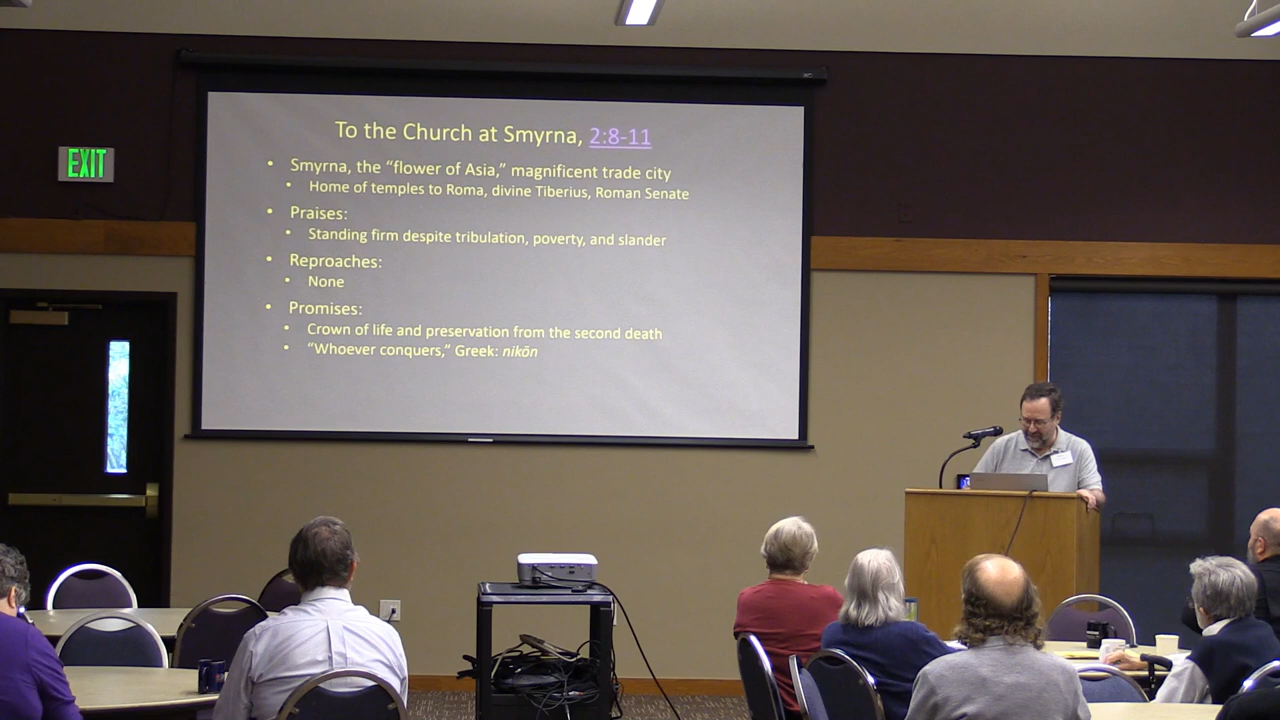 EXIT
To the Church at Smyrna, 2:8-11
• Smyrna, the “flower of Asia,” magnificent trade city
• Home of temples to Roma, divine Tiberius, Roman Senate
• Praises:
• Standing firm despite tribulation, poverty, and slander
• Reproaches:
• None
• Promises:
• Crown of life and preservation from the second death
• “Whoever conquers,” Greek: nikōn